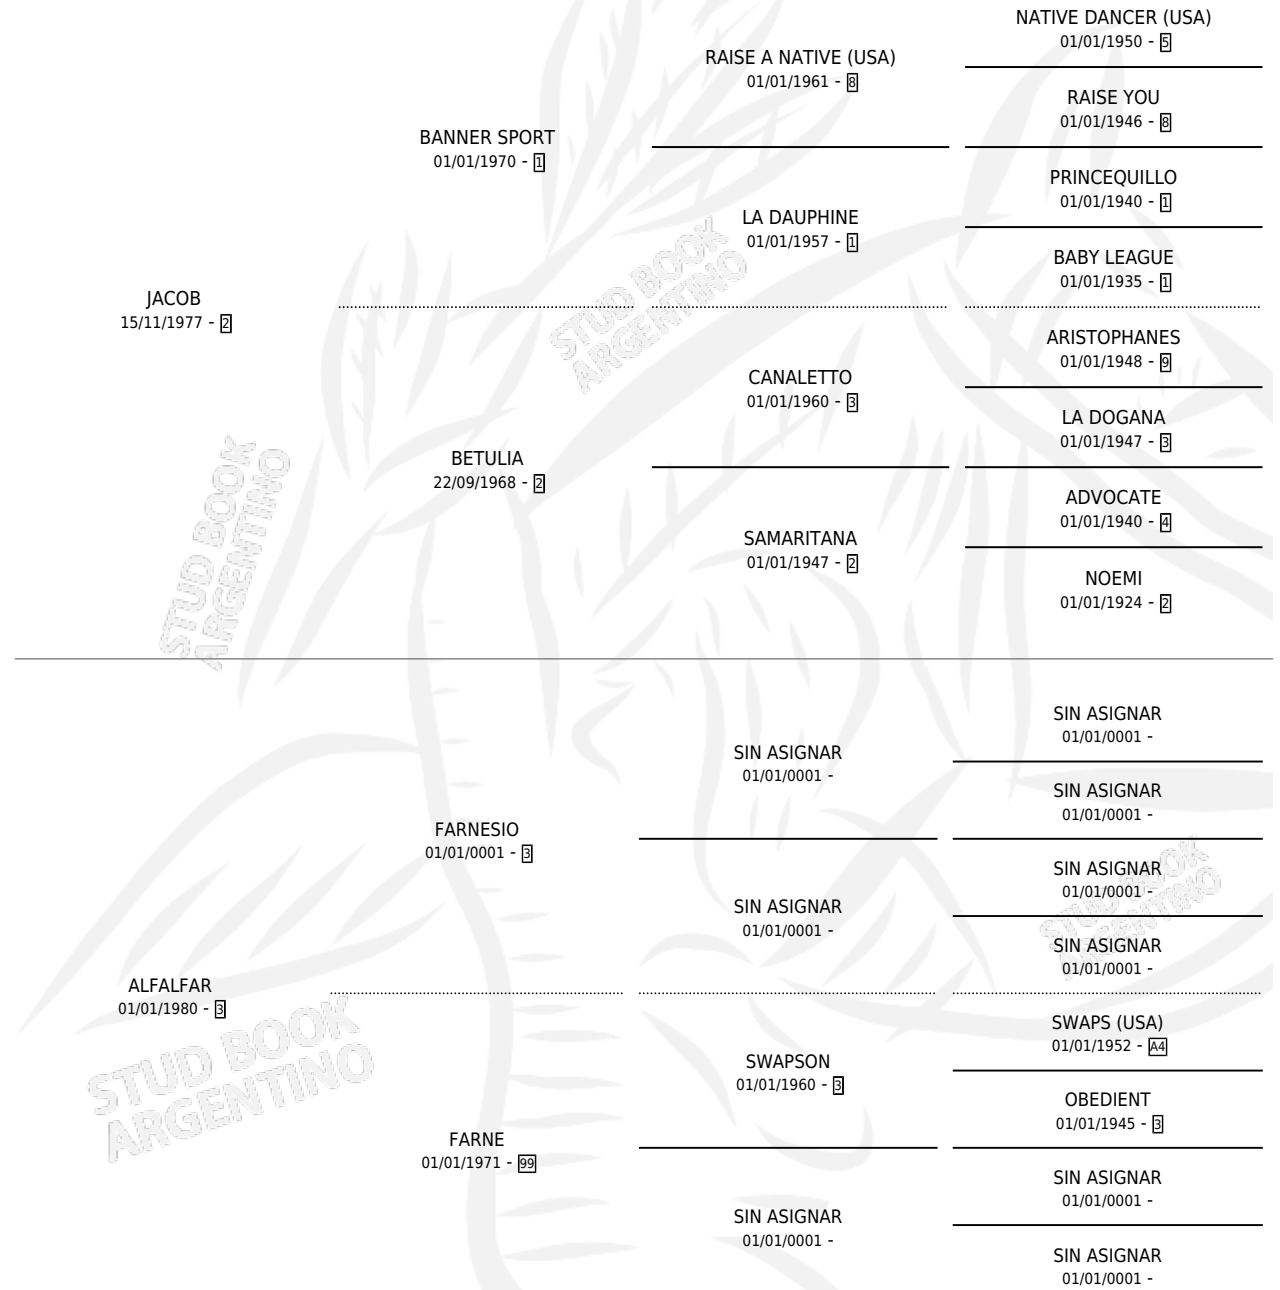 NATIVE DANCER (USA)
01/01/1950 - 5
RAISE A NATIVE (USA)
01/01/1961 - 8
RAISE YOU
01/01/1946 - 8
BANNER SPORT
01/01/1970 - 1
PRINCEQUILLO
01/01/1940 - 1
LA DAUPHINE
01/01/1957 - 1
BABY LEAGUE
01/01/1935 - 1
JACOB
15/11/1977 - 2
STUD BOOK
ARGENTINO
ARISTOPHANES
01/01/1948 - 9
CANALETTO
01/01/1960 - 3
LA DOGANA
01/01/1947 - 3
BETULIA
22/09/1968 - 2
ADVOCATE
01/01/1940 - 4
SAMARITANA
01/01/1947 - 2
NOEMI
01/01/1924 - 2
STUD BOOK
ARGENTINO
SIN ASIGNAR
01/01/0001 -
SIN ASIGNAR
01/01/0001 -
SIN ASIGNAR
01/01/0001 -
FARNESIO
01/01/0001 - 3
SIN ASIGNAR
01/01/0001 -
SIN ASIGNAR
01/01/0001 -
SIN ASIGNAR
01/01/0001 -
STUD BOOK
ARGENTINO
ALFALFAR
01/01/1980 - 3
SWAPS (USA)
01/01/1952 - A4
SWAPSON
01/01/1960 - 3
OBEDIENT
01/01/1945 - 3
STUD BOOK
ARGENTINO
FARNE
01/01/1971 - 99
SIN ASIGNAR
01/01/0001 -
SIN ASIGNAR
01/01/0001 -
SIN ASIGNAR
01/01/0001 -